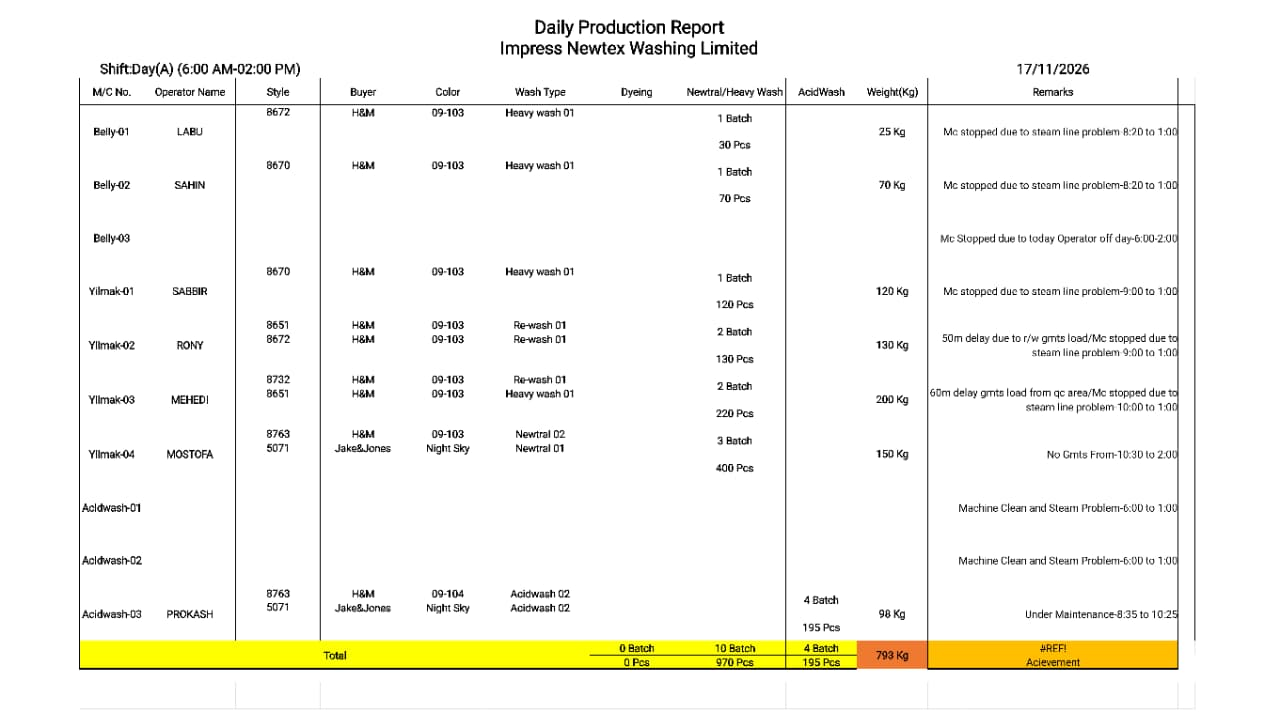 Daily Production Report
Impress Newtex Washing Limited
Shift:Day(A) (6:00 AM-02:00 PM) 17/11/2026
M/C No. Operator Name Style Buyer Color Wash Type Dyeing Newtral/Heavy Wash AcidWash Weight(Kg) Remarks
8672 H&M 09-103 Heavy wash 01 1 Batch
Belly-01 LABU 25 Kg Mc stopped due to steam line problem-8:20 to 1:00
30 Pcs
8670 H&M 09-103 Heavy wash 01 1 Batch
Belly-02 SAHIN 70 Kg Mc stopped due to steam line problem-8:20 to 1:00
70 Pcs
Belly-03 Mc Stopped due to today Operator off day-6:00-2:00
8670 H&M 09-103 Heavy wash 01 1 Batch
Yilmak-01 SABBIR 120 Kg Mc stopped due to steam line problem-9:00 to 1:00
120 Pcs
8651 H&M 09-103 Re-wash 01
8672 H&M 09-103 Re-wash 01 2 Batch 50m delay due to r/w gmts load/Mc stopped due to
Yilmak-02 RONY 130 Kg steam line problem-9:00 to 1:00
130 Pcs
8732 H&M 09-103 Re-wash 01
8651 H&M 09-103 Heavy wash 01 2 Batch 60m delay gmts load from qc area/Mc stopped due to
Yilmak-03 MEHEDI 200 Kg steam line problem-10:00 to 1:00
220 Pcs
8763 H&M 09-103 Newtral 02
5071 Jake&Jones Night Sky Newtral 01 3 Batch
Yilmak-04 MOSTOFA 150 Kg No Gmts From-10:30 to 2:00
400 Pcs
Acidwash-01 Machine Clean and Steam Problem-6:00 to 1:00
Acidwash-02 Machine Clean and Steam Problem-6:00 to 1:00
8763 H&M 09-104 Acidwash 02
5071 Jake&Jones Night Sky Acidwash 02 4 Batch
Acidwash-03 PROKASH 98 Kg Under Maintenance-8:35 to 10:25
195 Pcs
Total 0 Batch 10 Batch 4 Batch 793 Kg #REF!
0 Pcs 970 Pcs 195 Pcs Acievement